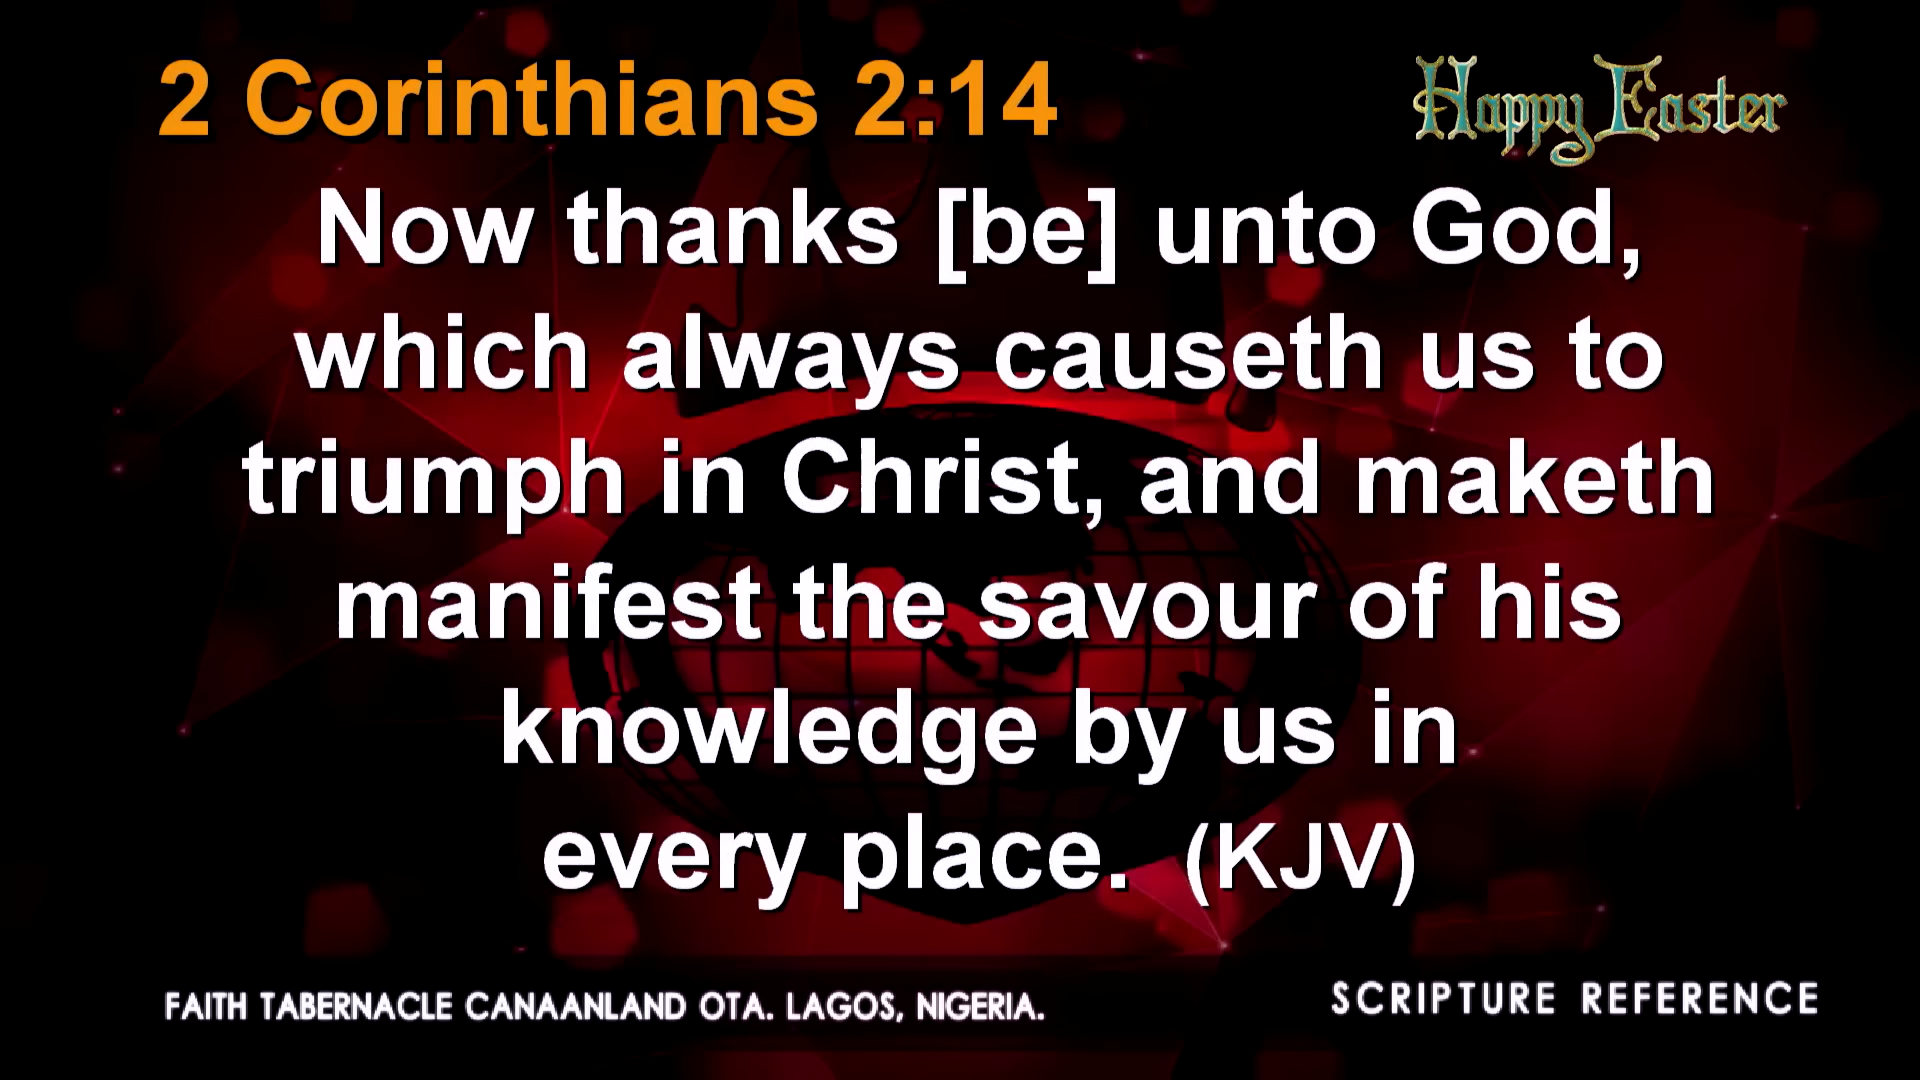 2 Corinthians 2:14
Happy Easter
Now thanks [be] unto God,
which always causeth us to
triumph in Christ, and maketh
manifest the savour of his
knowledge by us in
every place. (KJV)
FAITH TABERNACLE CANAANLAND OTA. LAGOS, NIGERIA.
SCRIPTURE REFERENCE